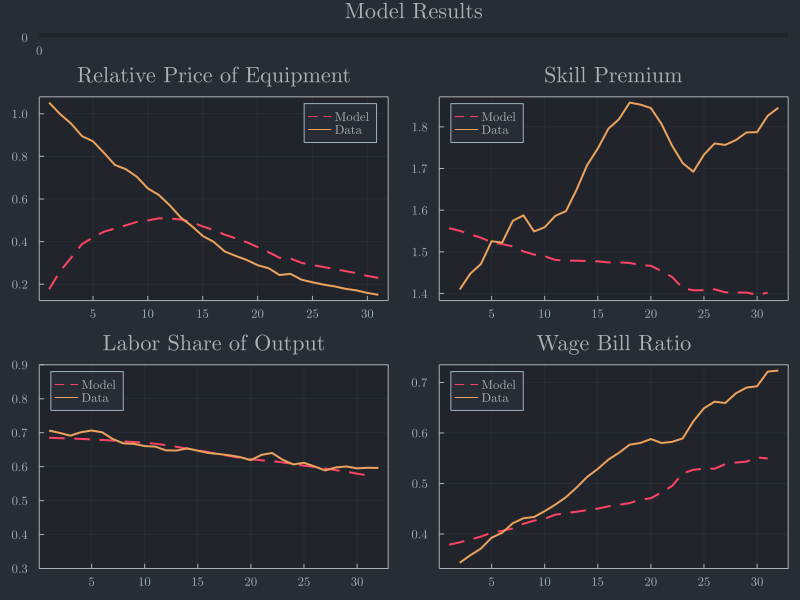 Model Results
0
0
Relative Price of Equipment
Model
Data
1.0
0.8
0.6
0.4
0.2
5 10 15 20 25 30
Skill Premium
Model
Data
1.8
1.7
1.6
1.5
1.4
5 10 15 20 25 30
Labor Share of Output
Model
Data
0.9
0.8
0.7
0.6
0.5
0.4
0.3
5 10 15 20 25 30
Wage Bill Ratio
Model
Data
0.7
0.6
0.5
0.4
5 10 15 20 25 30